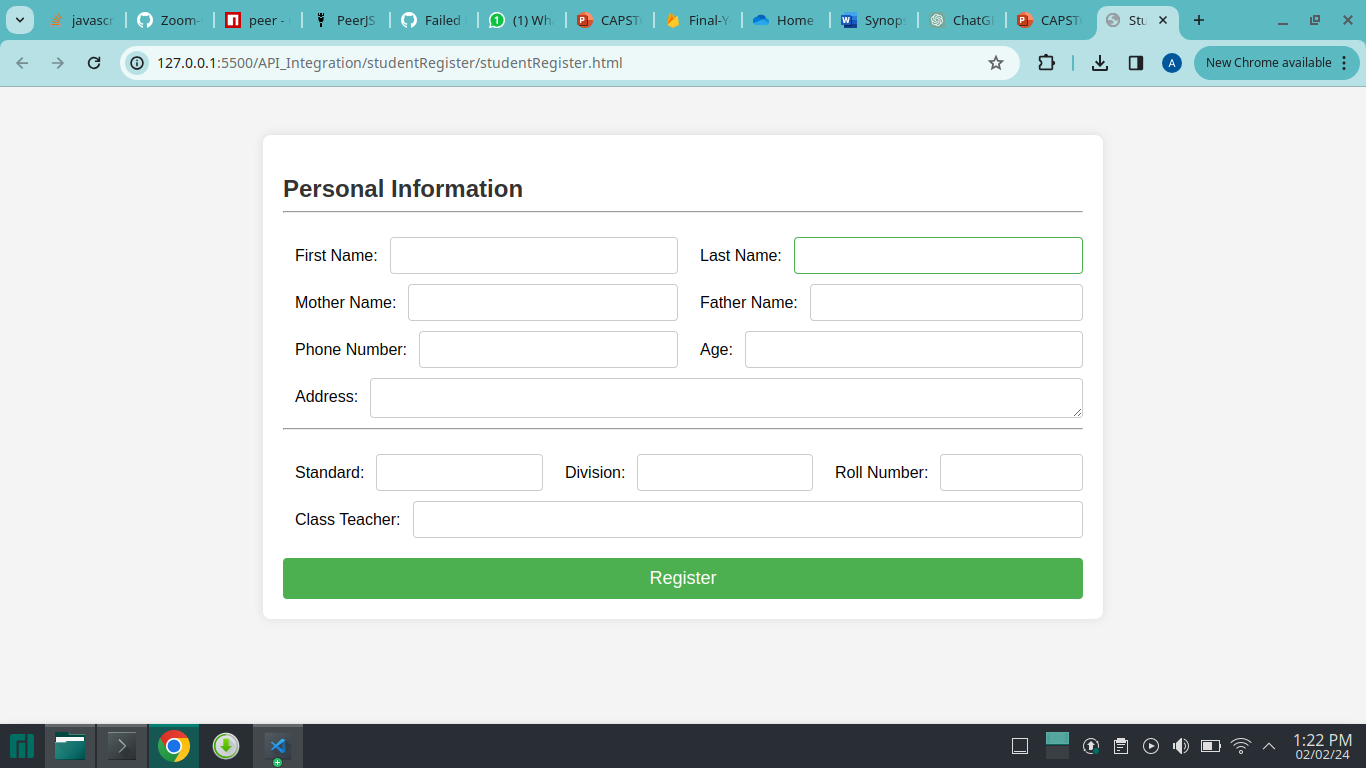 javascr
Zoom-
peer -
PeerJS
Failed
(1) Wh
CAPST
Final-Y
Home
Synop
ChatG
CAPST
Stu
127.0.0.1:5500/API_Integration/studentRegister/studentRegister.html
A
New Chrome available
Personal Information
First Name:
Last Name:
Mother Name:
Father Name:
Phone Number:
Age:
Address:
Standard:
Division:
Roll Number:
Class Teacher:
Register
1:22 PM
02/02/24